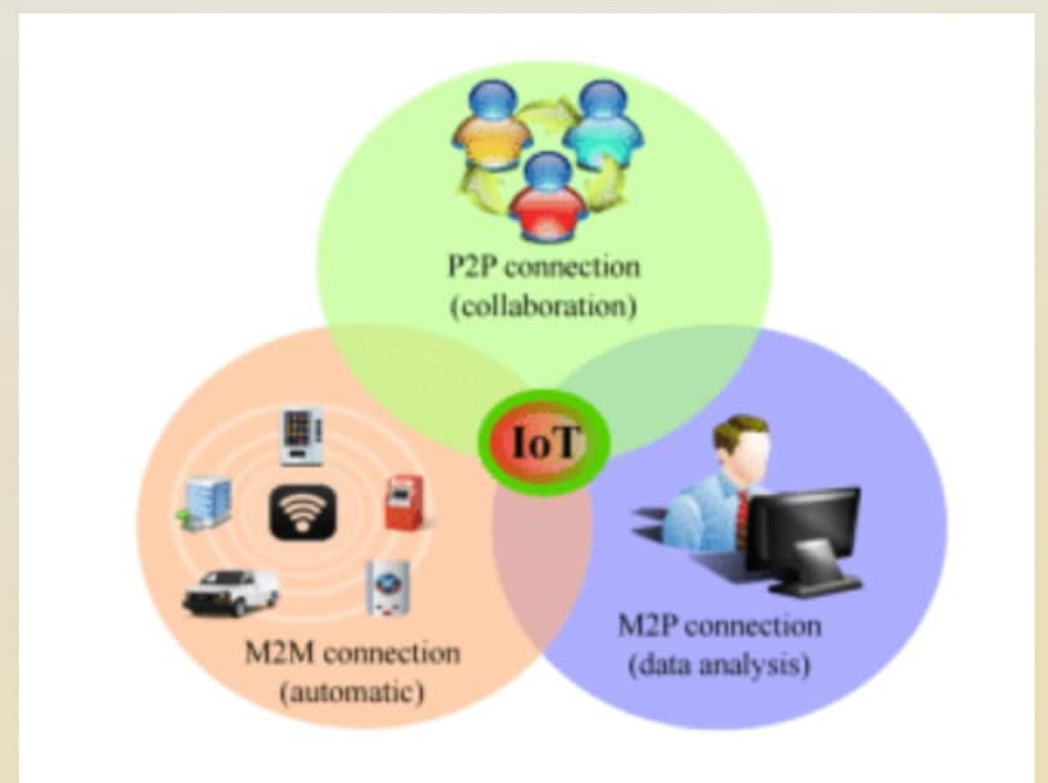 P2P connection
(collaboration)
IoT
M2M connection
(automatic)
M2P connection
(data analysis)